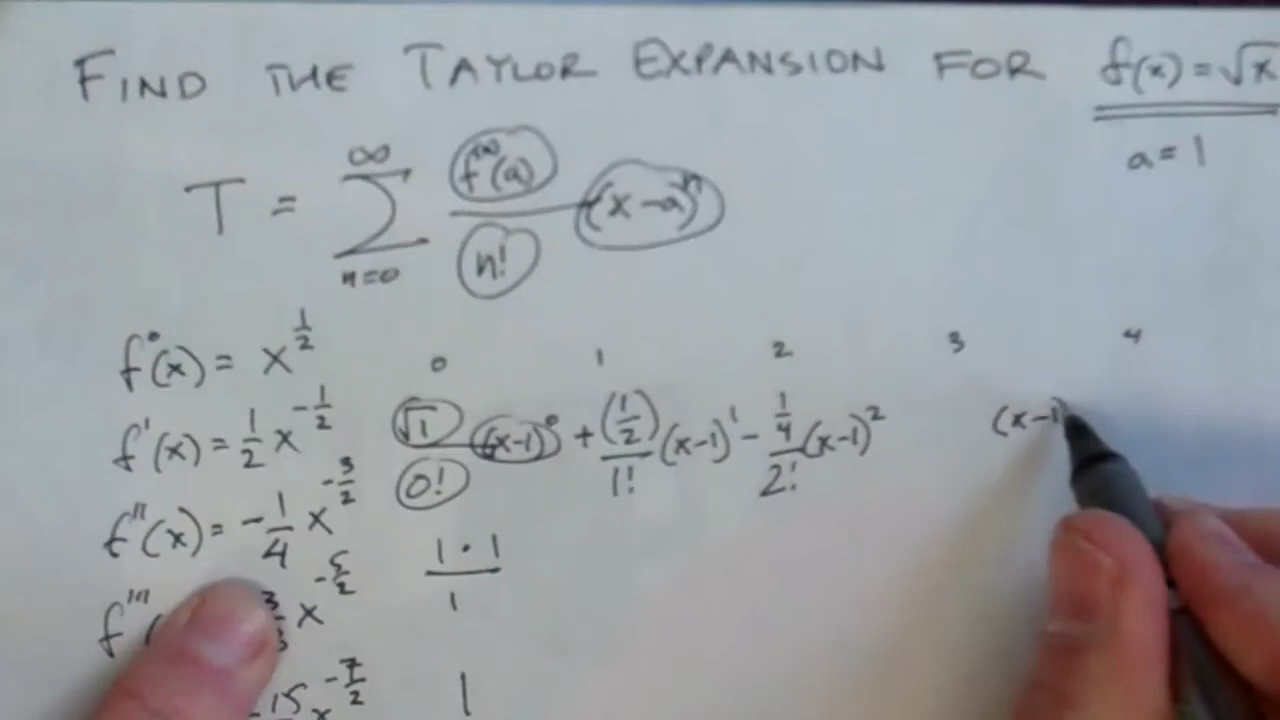 FIND THE TAYLOR EXPANSION FOR f(x) = √x
a = 1
T = ∞ Σ n=0 f⁽ⁿ⁾(a) / n! (x-a)ⁿ
f⁰(x) = x^(1/2)
0 1 2 3 4
f'(x) = 1/2 x^(-1/2)
√1 / 0! (x-1)⁰ + (1/2) / 1! (x-1)¹ - 1/4 / 2! (x-1)² (x-1)
f''(x) = -1/4 x^(-3/2)
1 · 1 / 1
f''' ( 3 x^(-5/2)
15 x^(-7/2)
1